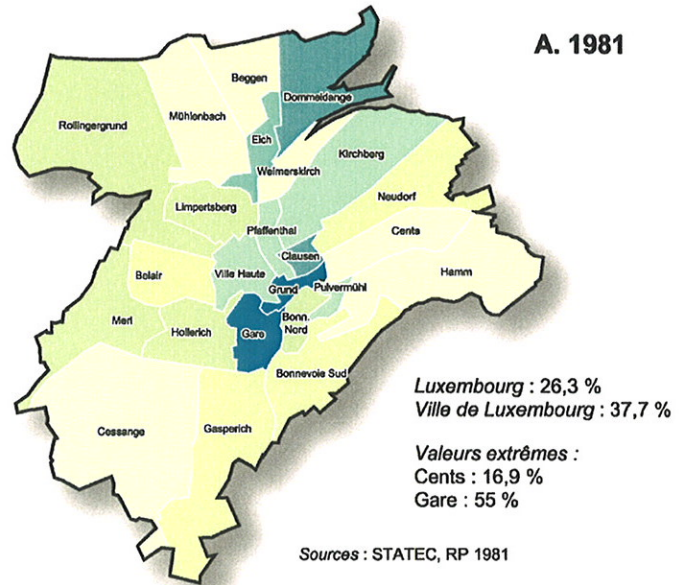 A. 1981
Beggen
Dommeldange
Rollingergrund
Mühlenbach
Eich
Kirchberg
Weimerskirch
Neudorf
Limpertsberg
Pfaffenthal
Cents
Clausen
Belair
Ville Haute
Hamm
Grund
Pulvermühl
Merl
Hollerich
Gare
Bonn.
Nord
Bonnevoie Sud
Cessange
Gasperich
Luxembourg : 26,3 %
Ville de Luxembourg : 37,7 %
Valeurs extrêmes :
Cents : 16,9 %
Gare : 55 %
Sources : STATEC, RP 1981